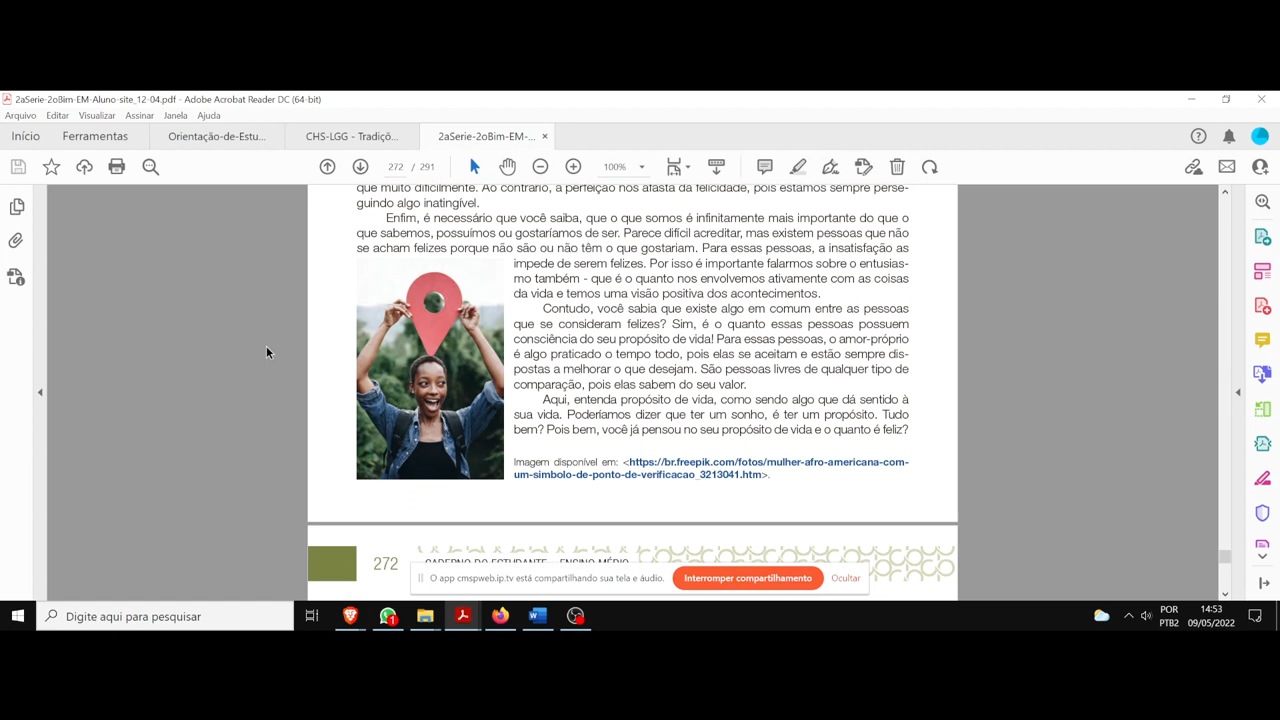 2aSerie-2oBim-EM-Aluno-site_12-04.pdf - Adobe Acrobat Reader DC (64-bit)
Arquivo Editar Visualizar Assinar Janela Ajuda
Início Ferramentas Orientação-de-Estu... CHS-LGG - Tradiçõ... 2aSerie-2oBim-EM-... ×
272 / 291 100%
que muito dificilmente. Ao contrário, a perfeição nos afasta da felicidade, pois estamos sempre perse-
guindo algo inatingível.
Enfim, é necessário que você saiba, que o que somos é infinitamente mais importante do que o
que sabemos, possuímos ou gostaríamos de ser. Parece difícil acreditar, mas existem pessoas que não
se acham felizes porque não são ou não têm o que gostariam. Para essas pessoas, a insatisfação as
impede de serem felizes. Por isso é importante falarmos sobre o entusias-
mo também - que é o quanto nos envolvemos ativamente com as coisas
da vida e temos uma visão positiva dos acontecimentos.
Contudo, você sabia que existe algo em comum entre as pessoas
que se consideram felizes? Sim, é o quanto essas pessoas possuem
consciência do seu propósito de vida! Para essas pessoas, o amor-próprio
é algo praticado o tempo todo, pois elas se aceitam e estão sempre dis-
postas a melhorar o que desejam. São pessoas livres de qualquer tipo de
comparação, pois elas sabem do seu valor.
Aqui, entenda propósito de vida, como sendo algo que dá sentido à
sua vida. Poderíamos dizer que ter um sonho, é ter um propósito. Tudo
bem? Pois bem, você já pensou no seu propósito de vida e o quanto é feliz?
Imagem disponível em: <https://br.freepik.com/fotos/mulher-afro-americana-com-
um-simbolo-de-ponto-de-verificacao_3213041.htm>.
272 CADERNO DO ESTUDANTE – ENSINO MÉDIO
O app cmspweb.ip.tv está compartilhando sua tela e áudio. Interromper compartilhamento Ocultar
Digite aqui para pesquisar
1
POR 14:53
PTB2 09/05/2022